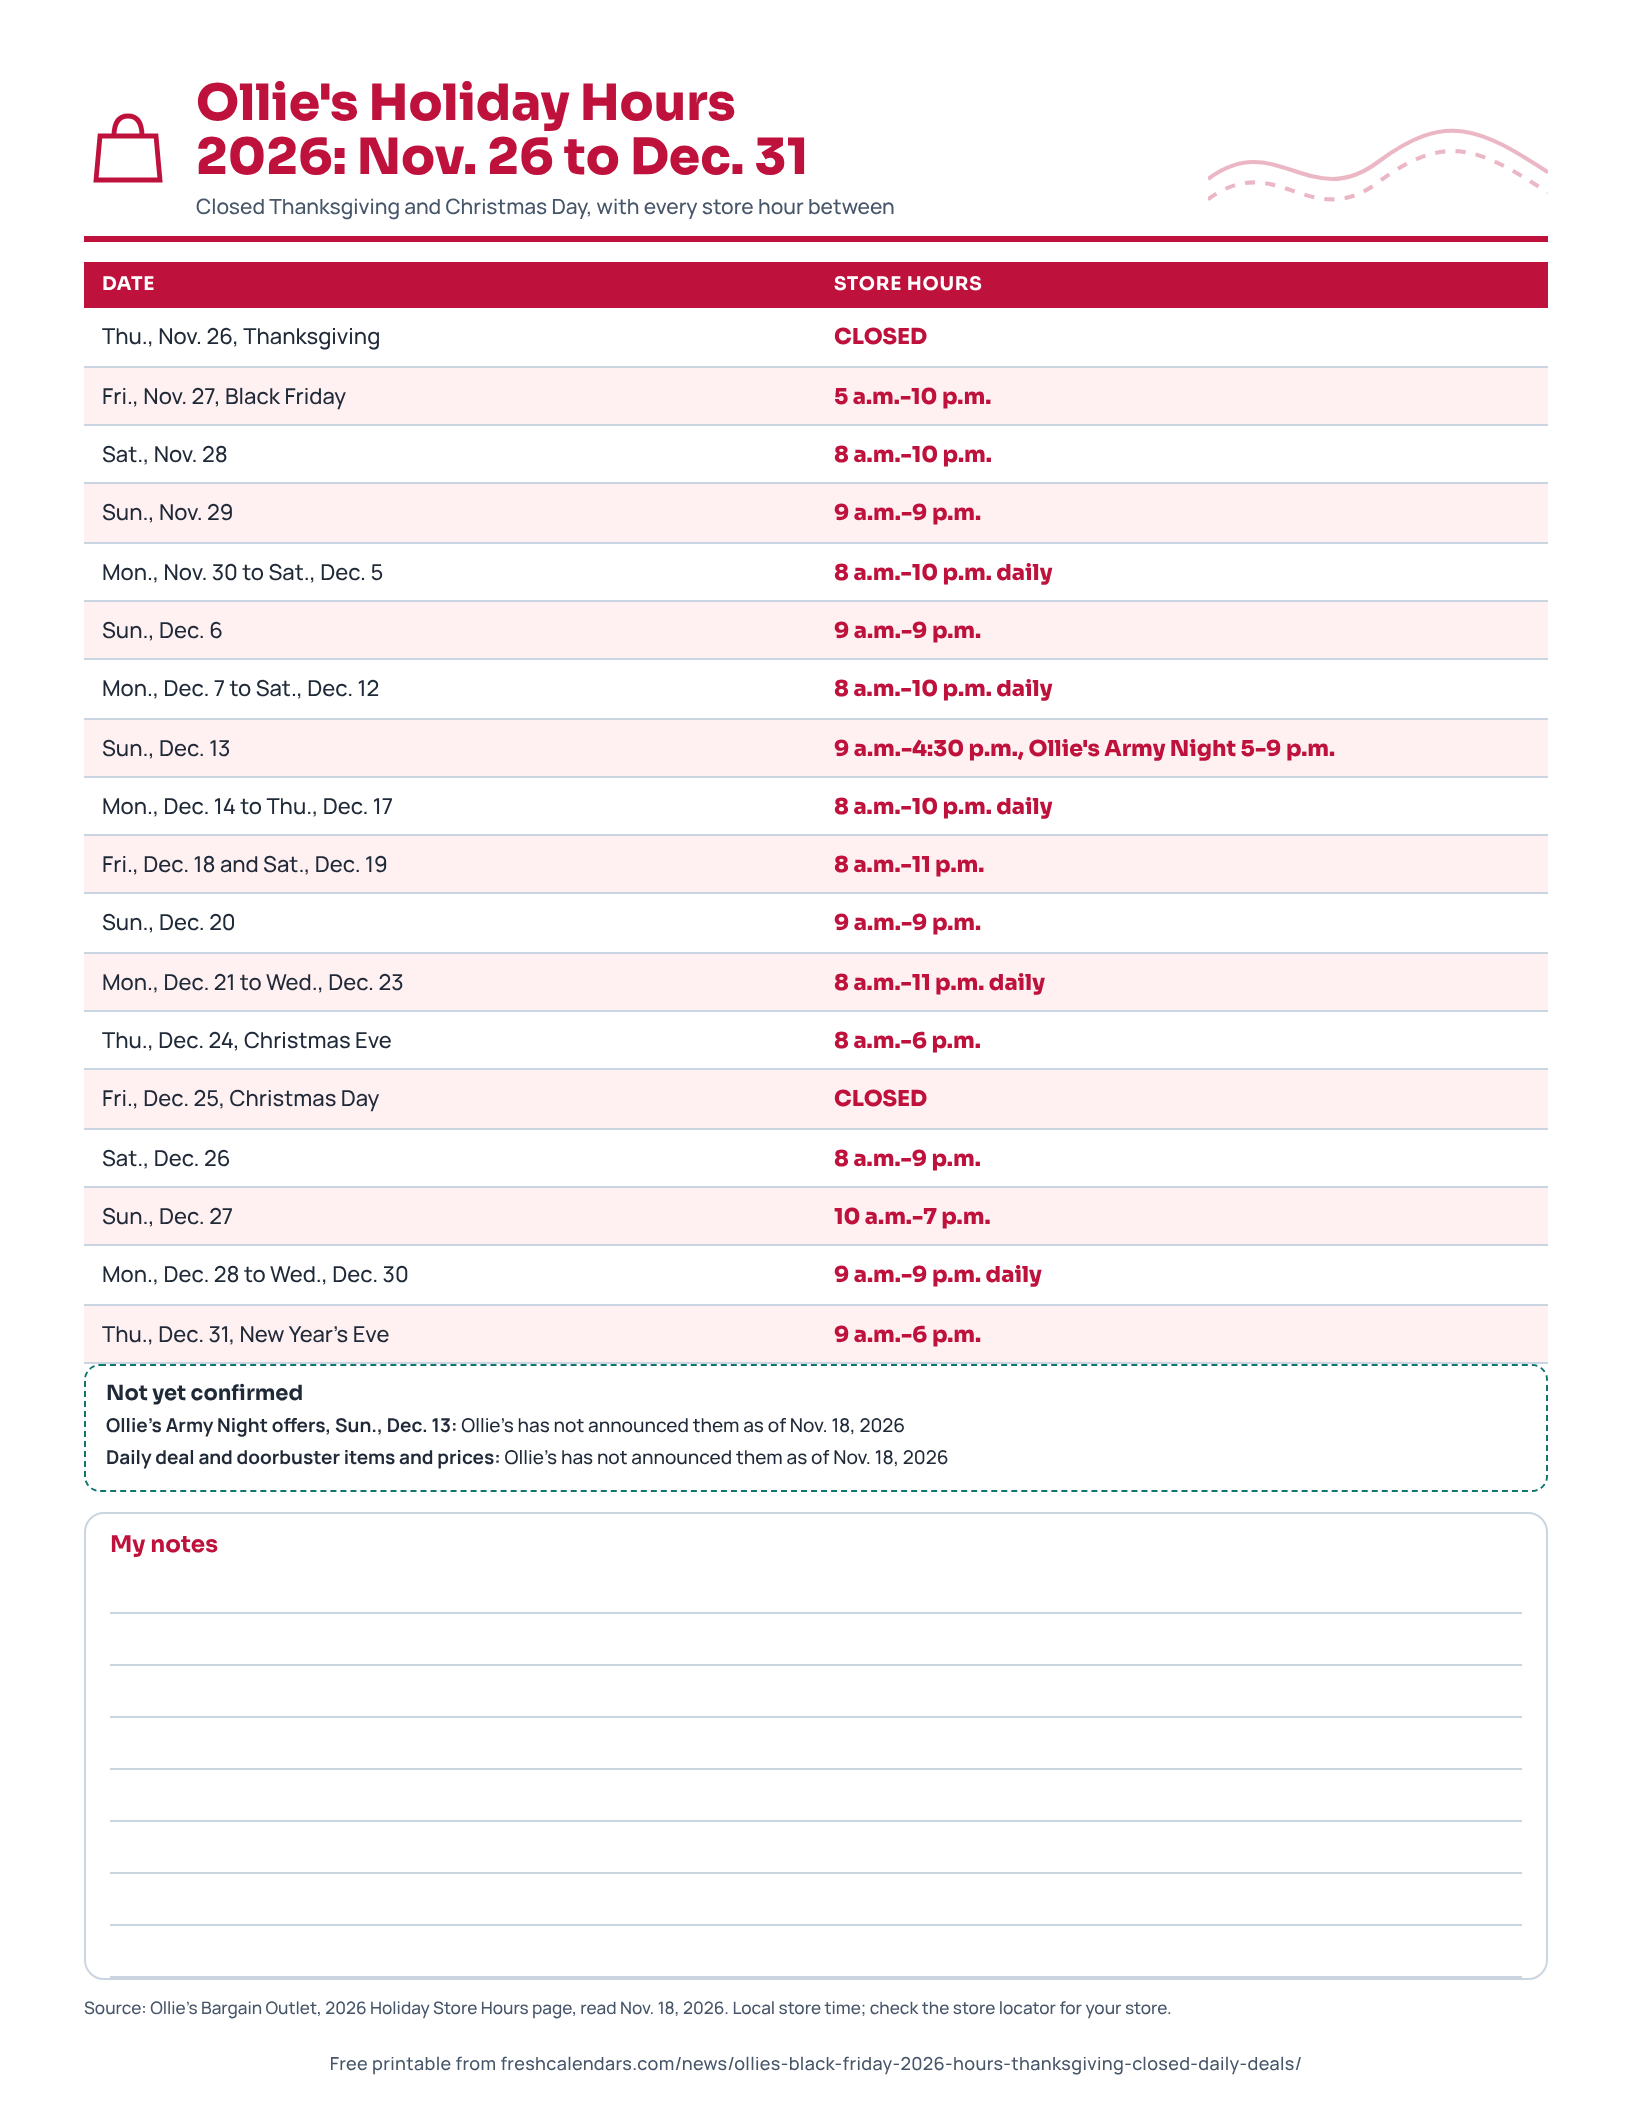 Ollie's Holiday Hours
2026: Nov. 26 to Dec. 31
Closed Thanksgiving and Christmas Day, with every store hour between
DATE STORE HOURS
Thu., Nov. 26, Thanksgiving CLOSED
Fri., Nov. 27, Black Friday 5 a.m.–10 p.m.
Sat., Nov. 28 8 a.m.–10 p.m.
Sun., Nov. 29 9 a.m.–9 p.m.
Mon., Nov. 30 to Sat., Dec. 5 8 a.m.–10 p.m. daily
Sun., Dec. 6 9 a.m.–9 p.m.
Mon., Dec. 7 to Sat., Dec. 12 8 a.m.–10 p.m. daily
Sun., Dec. 13 9 a.m.–4:30 p.m., Ollie's Army Night 5–9 p.m.
Mon., Dec. 14 to Thu., Dec. 17 8 a.m.–10 p.m. daily
Fri., Dec. 18 and Sat., Dec. 19 8 a.m.–11 p.m.
Sun., Dec. 20 9 a.m.–9 p.m.
Mon., Dec. 21 to Wed., Dec. 23 8 a.m.–11 p.m. daily
Thu., Dec. 24, Christmas Eve 8 a.m.–6 p.m.
Fri., Dec. 25, Christmas Day CLOSED
Sat., Dec. 26 8 a.m.–9 p.m.
Sun., Dec. 27 10 a.m.–7 p.m.
Mon., Dec. 28 to Wed., Dec. 30 9 a.m.–9 p.m. daily
Thu., Dec. 31, New Year's Eve 9 a.m.–6 p.m.
Not yet confirmed
Ollie's Army Night offers, Sun., Dec. 13: Ollie's has not announced them as of Nov. 18, 2026
Daily deal and doorbuster items and prices: Ollie's has not announced them as of Nov. 18, 2026
My notes
Source: Ollie's Bargain Outlet, 2026 Holiday Store Hours page, read Nov. 18, 2026. Local store time; check the store locator for your store.
Free printable from freshcalendars.com/news/ollies-black-friday-2026-hours-thanksgiving-closed-daily-deals/